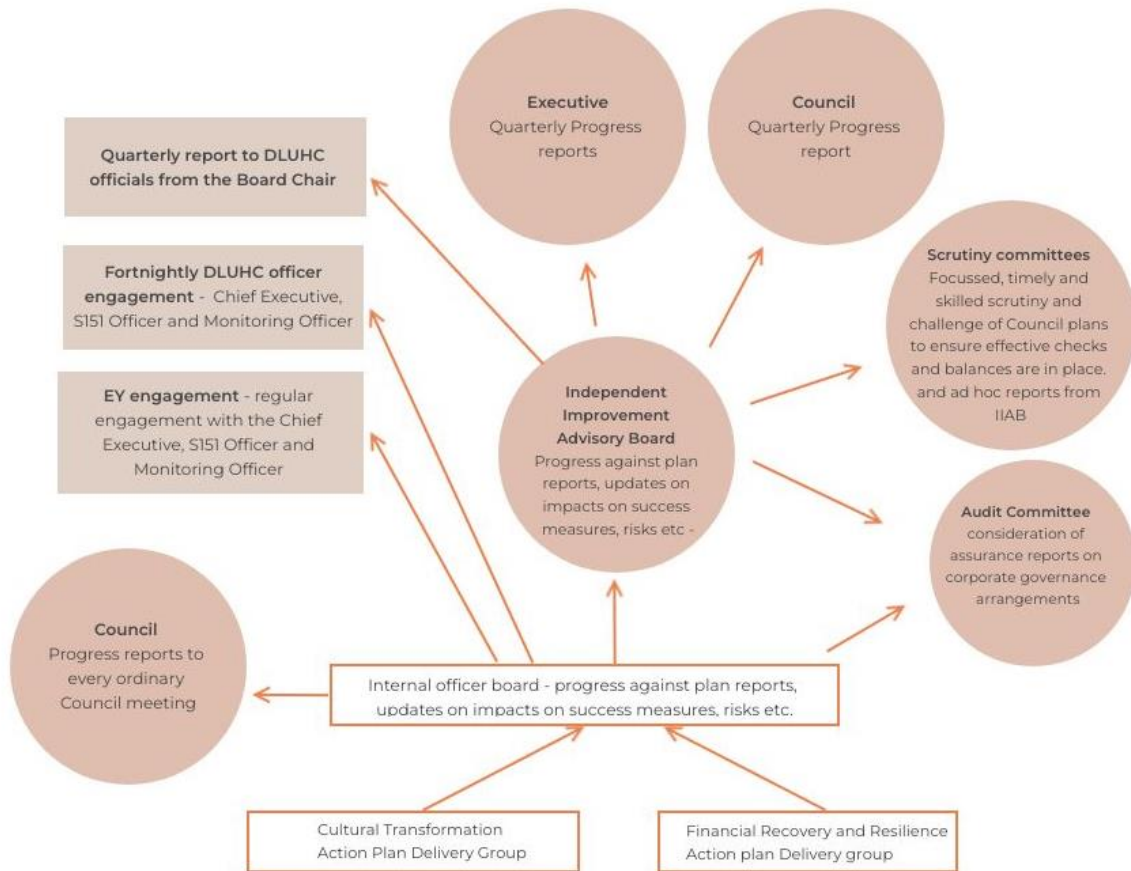 Executive
Quarterly Progress
reports
Council
Quarterly Progress
report
Quarterly report to DLUHC
officials from the Board Chair
Fortnightly DLUHC officer
engagement - Chief Executive,
S151 Officer and Monitoring Officer
EY engagement - regular
engagement with the Chief
Executive, S151 Officer and
Monitoring Officer
Scrutiny committees
Focussed, timely and
skilled scrutiny and
challenge of Council plans
to ensure effective checks
and balances are in place.
and ad hoc reports from
IIAB
Independent
Improvement
Advisory Board
Progress against plan
reports, updates on
impacts on success
measures, risks etc -
Audit Committee
consideration of
assurance reports on
corporate governance
arrangements
Council
Progress reports to
every ordinary
Council meeting
Internal officer board - progress against plan reports,
updates on impacts on success measures, risks etc.
Cultural Transformation
Action Plan Delivery Group
Financial Recovery and Resilience
Action plan Delivery group